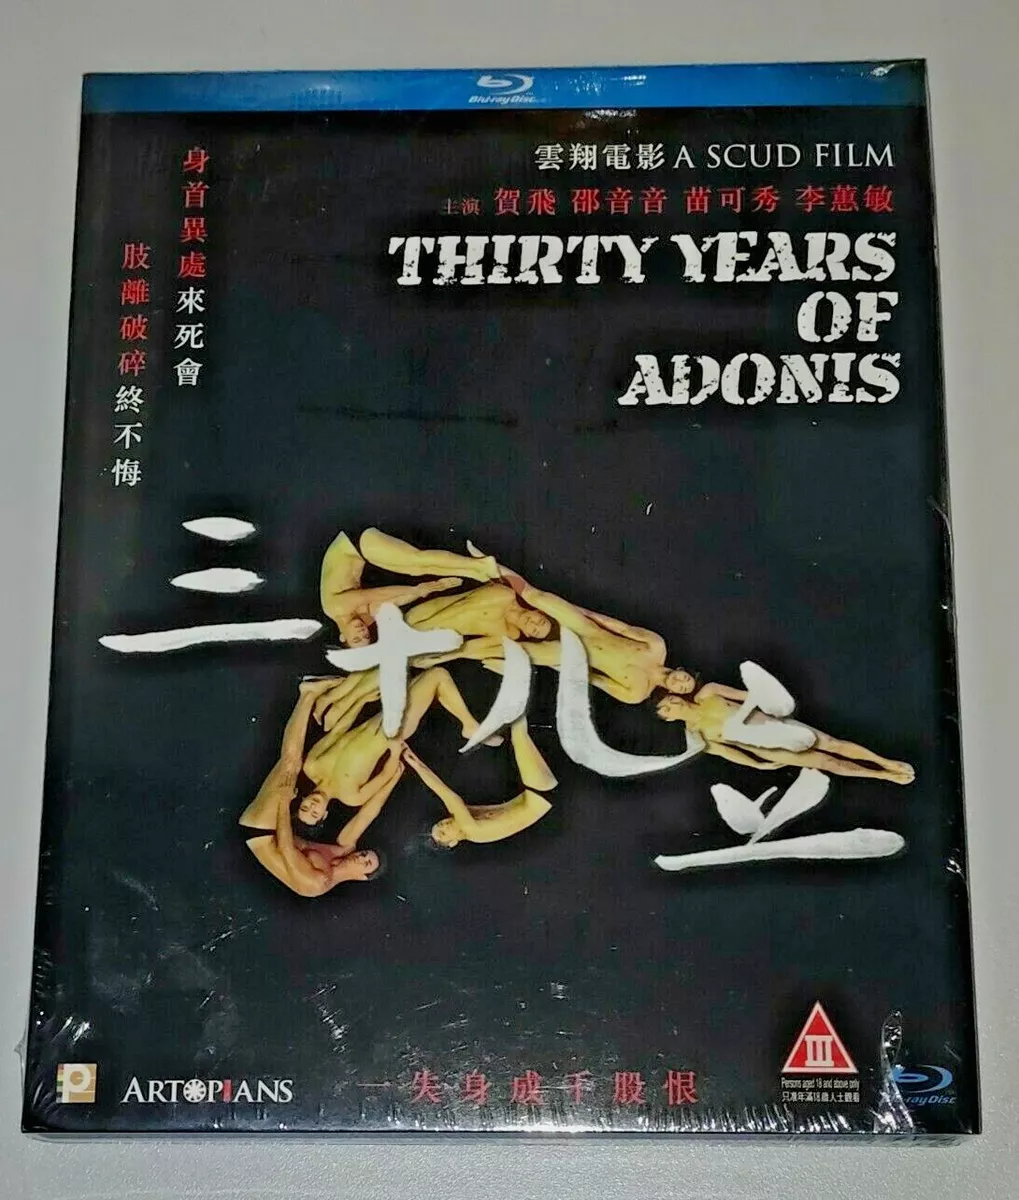 Blu-ray Disc
雲翔電影 A SCUD FILM
主演 賀飛 邵音音 苗可秀 李蕙敏
THIRTY YEARS
OF
ADONIS
身首異處來死會
肢離破碎終不悔
三十儿立
ARTOPIANS
一失身成千股恨
III
Persons aged 18 and above only
只准年滿18歲人士觀看
Blu-ray Disc